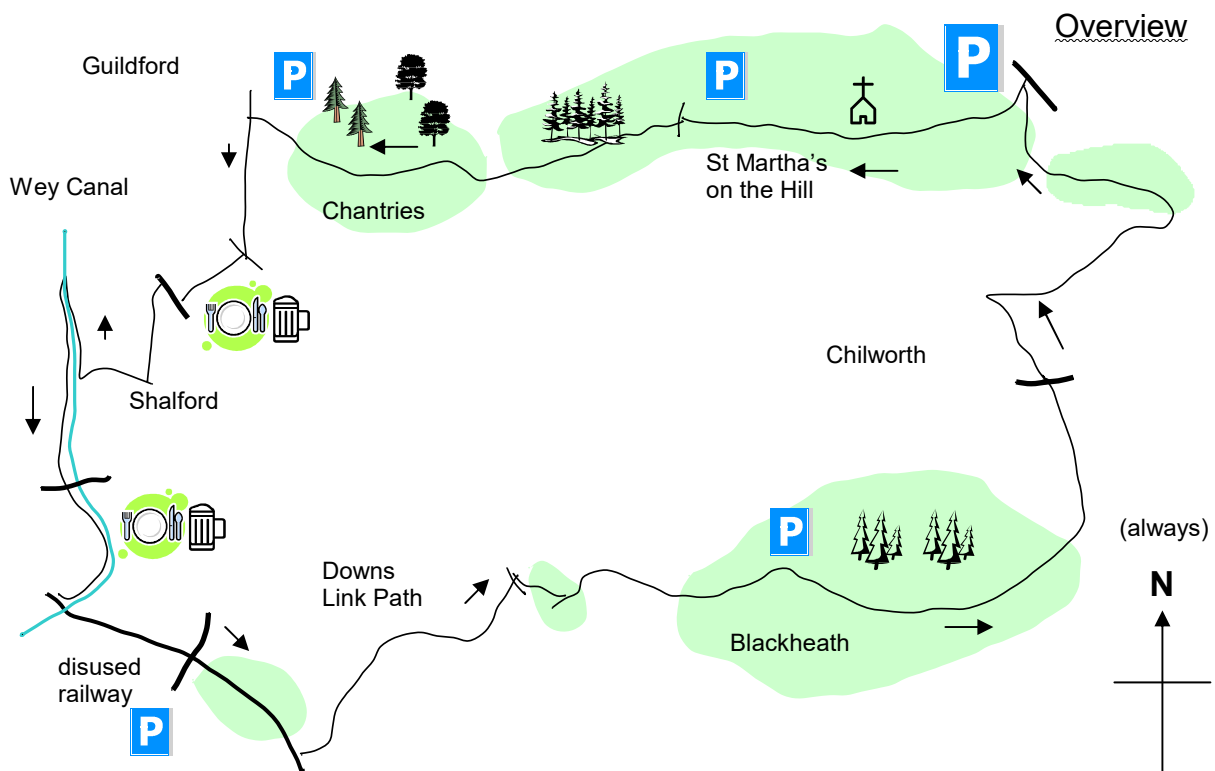 Overview
Guildford
P
P
P
Wey Canal
St Martha's
on the Hill
Chantries
Chilworth
Shalford
P
(always)
Downs
Link Path
N
Blackheath
disused
railway
P